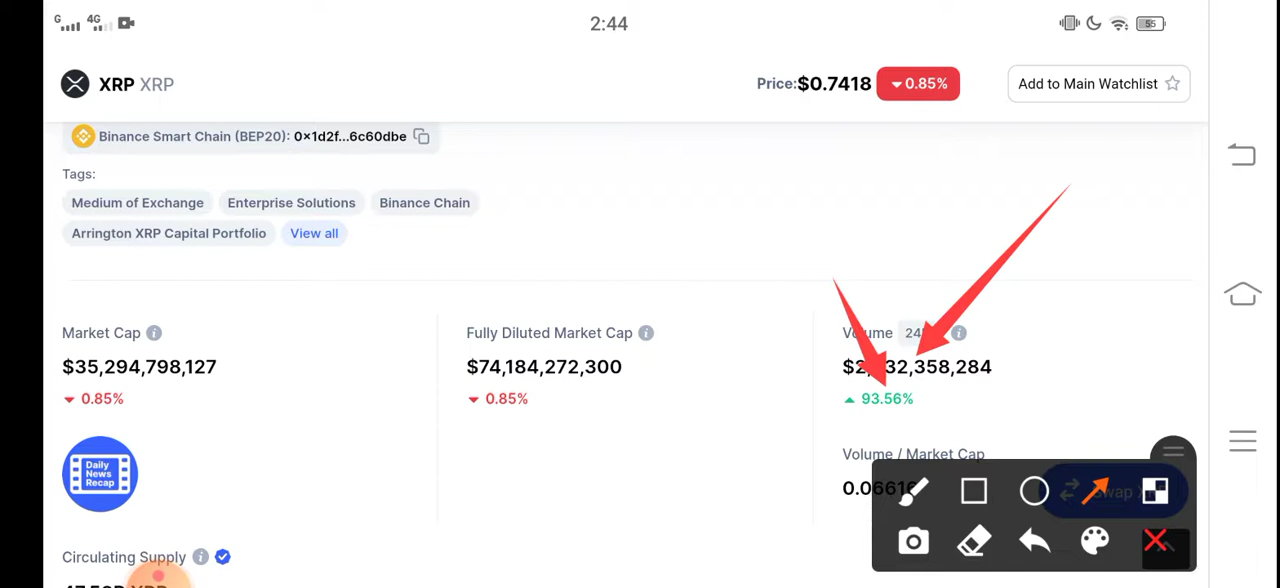 G 4G 2:44 55
XRP XRP Price:$0.7418 0.85% Add to Main Watchlist
Binance Smart Chain (BEP20): 0x1d2f...6c60dbe
Tags:
Medium of Exchange Enterprise Solutions Binance Chain
Arrington XRP Capital Portfolio View all
Market Cap Fully Diluted Market Cap Volume
$35,294,798,127 $74,184,272,300
0.85% 0.85% 93.56%
Daily
News
Recap
Volume / Market Cap
Swap
Circulating Supply